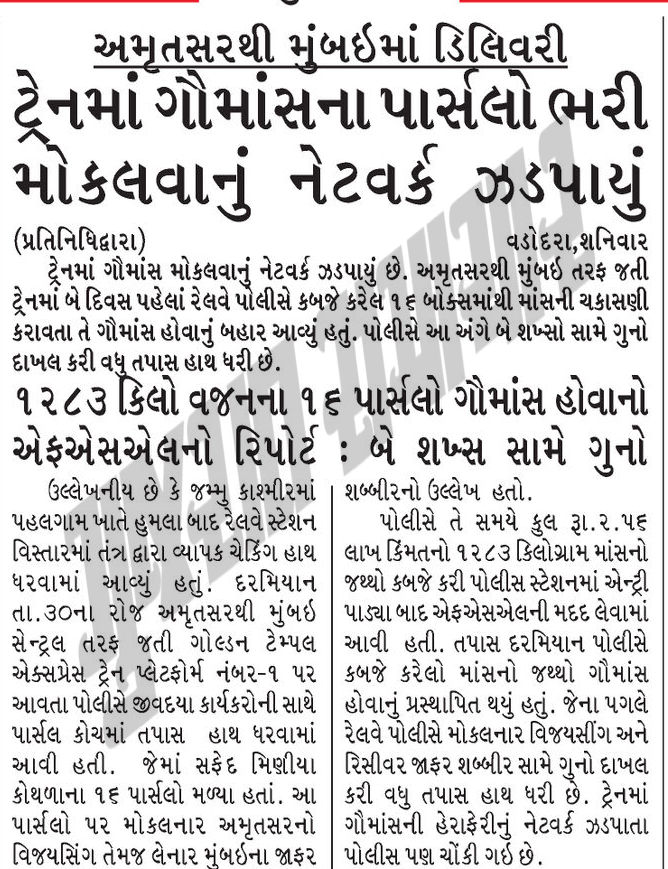 અમૃતસરથી મુંબઇમાં ડિલિવરી
ટ્રેનમાં ગૌમાંસના પાર્સલો ભરી
મોકલવાનું નેટવર્ક ઝડપાયું
(પ્રતિનિધિદ્વારા) વડોદરા,શનિવાર
ટ્રેનમાં ગૌમાંસ મોકલવાનું નેટવર્ક ઝડપાયું છે. અમૃતસરથી મુંબઇ તરફ જતી
ટ્રેનમાં બે દિવસ પહેલાં રેલવે પોલીસે કબજે કરેલ ૧૬ બોક્સમાંથી માંસની ચકાસણી
કરાવતા તે ગૌમાંસ હોવાનું બહાર આવ્યું હતું. પોલીસે આ અંગે બે શખ્સો સામે ગુનો
દાખલ કરી વધુ તપાસ હાથ ધરી છે.
૧૨૮૩ કિલો વજનના ૧૬ પાર્સલો ગૌમાંસ હોવાનો
એફએસએલનો રિપોર્ટ : બે શખ્સ સામે ગુનો
ઉલ્લેખનીય છે કે જમ્મુ કાશ્મીરમાં
પહલગામ ખાતે હુમલા બાદ રેલવે સ્ટેશન
વિસ્તારમાં તંત્ર દ્વારા વ્યાપક ચેકિંગ હાથ
ધરવામાં આવ્યું હતું. દરમિયાન
તા.૩૦ના રોજ અમૃતસરથી મુંબઇ
સેન્ટ્રલ તરફ જતી ગોલ્ડન ટેમ્પલ
એક્સપ્રેસ ટ્રેન પ્લેટફોર્મ નંબર-૧ પર
આવતા પોલીસે જીવદયા કાર્યકરોની સાથે
પાર્સલ કોચમાં તપાસ હાથ ધરવામાં
આવી હતી. જેમાં સફેદ મિણીયા
કોથળાના ૧૬ પાર્સલો મળ્યા હતાં. આ
પાર્સલો પર મોકલનાર અમૃતસરનો
વિજયસિંગ તેમજ લેનાર મુંબઇના જાફર
શબ્બીરનો ઉલ્લેખ હતો.
પોલીસે તે સમયે કુલ રૂા.૨.૫૬
લાખ કિંમતનો ૧૨૮૩ કિલોગ્રામ માંસનો
જથ્થો કબજે કરી પોલીસ સ્ટેશનમાં એન્ટ્રી
પાડ્યા બાદ એફએસએલની મદદ લેવામાં
આવી હતી. તપાસ દરમિયાન પોલીસે
કબજે કરેલો માંસનો જથ્થો ગૌમાંસ
હોવાનું પ્રસ્થાપિત થયું હતું. જેના પગલે
રેલવે પોલીસે મોકલનાર વિજયસીંગ અને
રિસીવર જાફર શબ્બીર સામે ગુનો દાખલ
કરી વધુ તપાસ હાથ ધરી છે. ટ્રેનમાં
ગૌમાંસની હેરાફેરીનું નેટવર્ક ઝડપાતા
પોલીસ પણ ચોંકી ગઇ છે.
ગુજરાત સમાચાર